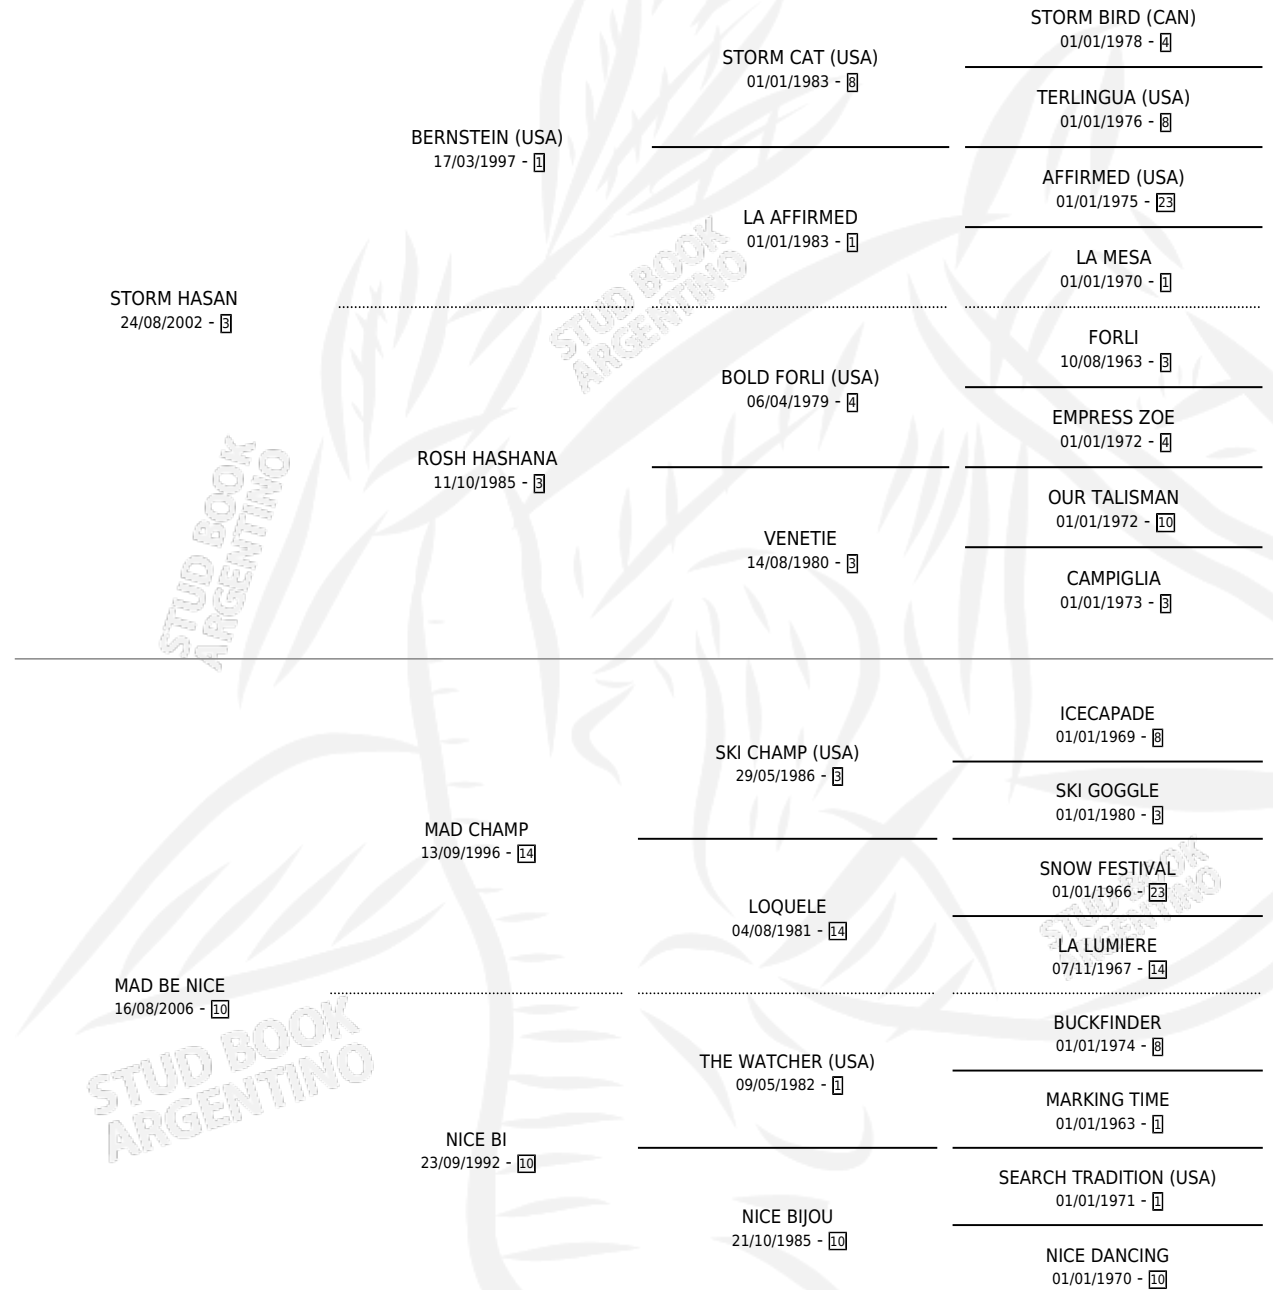 STORM BIRD (CAN)
01/01/1978 - 4
STORM CAT (USA)
01/01/1983 - 8
TERLINGUA (USA)
01/01/1976 - 8
BERNSTEIN (USA)
17/03/1997 - 1
AFFIRMED (USA)
01/01/1975 - 23
LA AFFIRMED
01/01/1983 - 1
LA MESA
01/01/1970 - 1
STORM HASAN
24/08/2002 - 3
FORLI
10/08/1963 - 3
BOLD FORLI (USA)
06/04/1979 - 4
EMPRESS ZOE
01/01/1972 - 4
ROSH HASHANA
11/10/1985 - 3
OUR TALISMAN
01/01/1972 - 10
VENETIE
14/08/1980 - 3
CAMPIGLIA
01/01/1973 - 3
ICECAPADE
01/01/1969 - 8
SKI CHAMP (USA)
29/05/1986 - 3
SKI GOGGLE
01/01/1980 - 3
MAD CHAMP
13/09/1996 - 14
SNOW FESTIVAL
01/01/1966 - 23
LOQUELE
04/08/1981 - 14
LA LUMIERE
07/11/1967 - 14
MAD BE NICE
16/08/2006 - 10
BUCKFINDER
01/01/1974 - 8
THE WATCHER (USA)
09/05/1982 - 1
MARKING TIME
01/01/1963 - 1
NICE BI
23/09/1992 - 10
SEARCH TRADITION (USA)
01/01/1971 - 1
NICE BIJOU
21/10/1985 - 10
NICE DANCING
01/01/1970 - 10
STUD BOOK
ARGENTINO
STUD BOOK
ARGENTINO
STUD BOOK
ARGENTINO
STUD BOOK
ARGENTINO